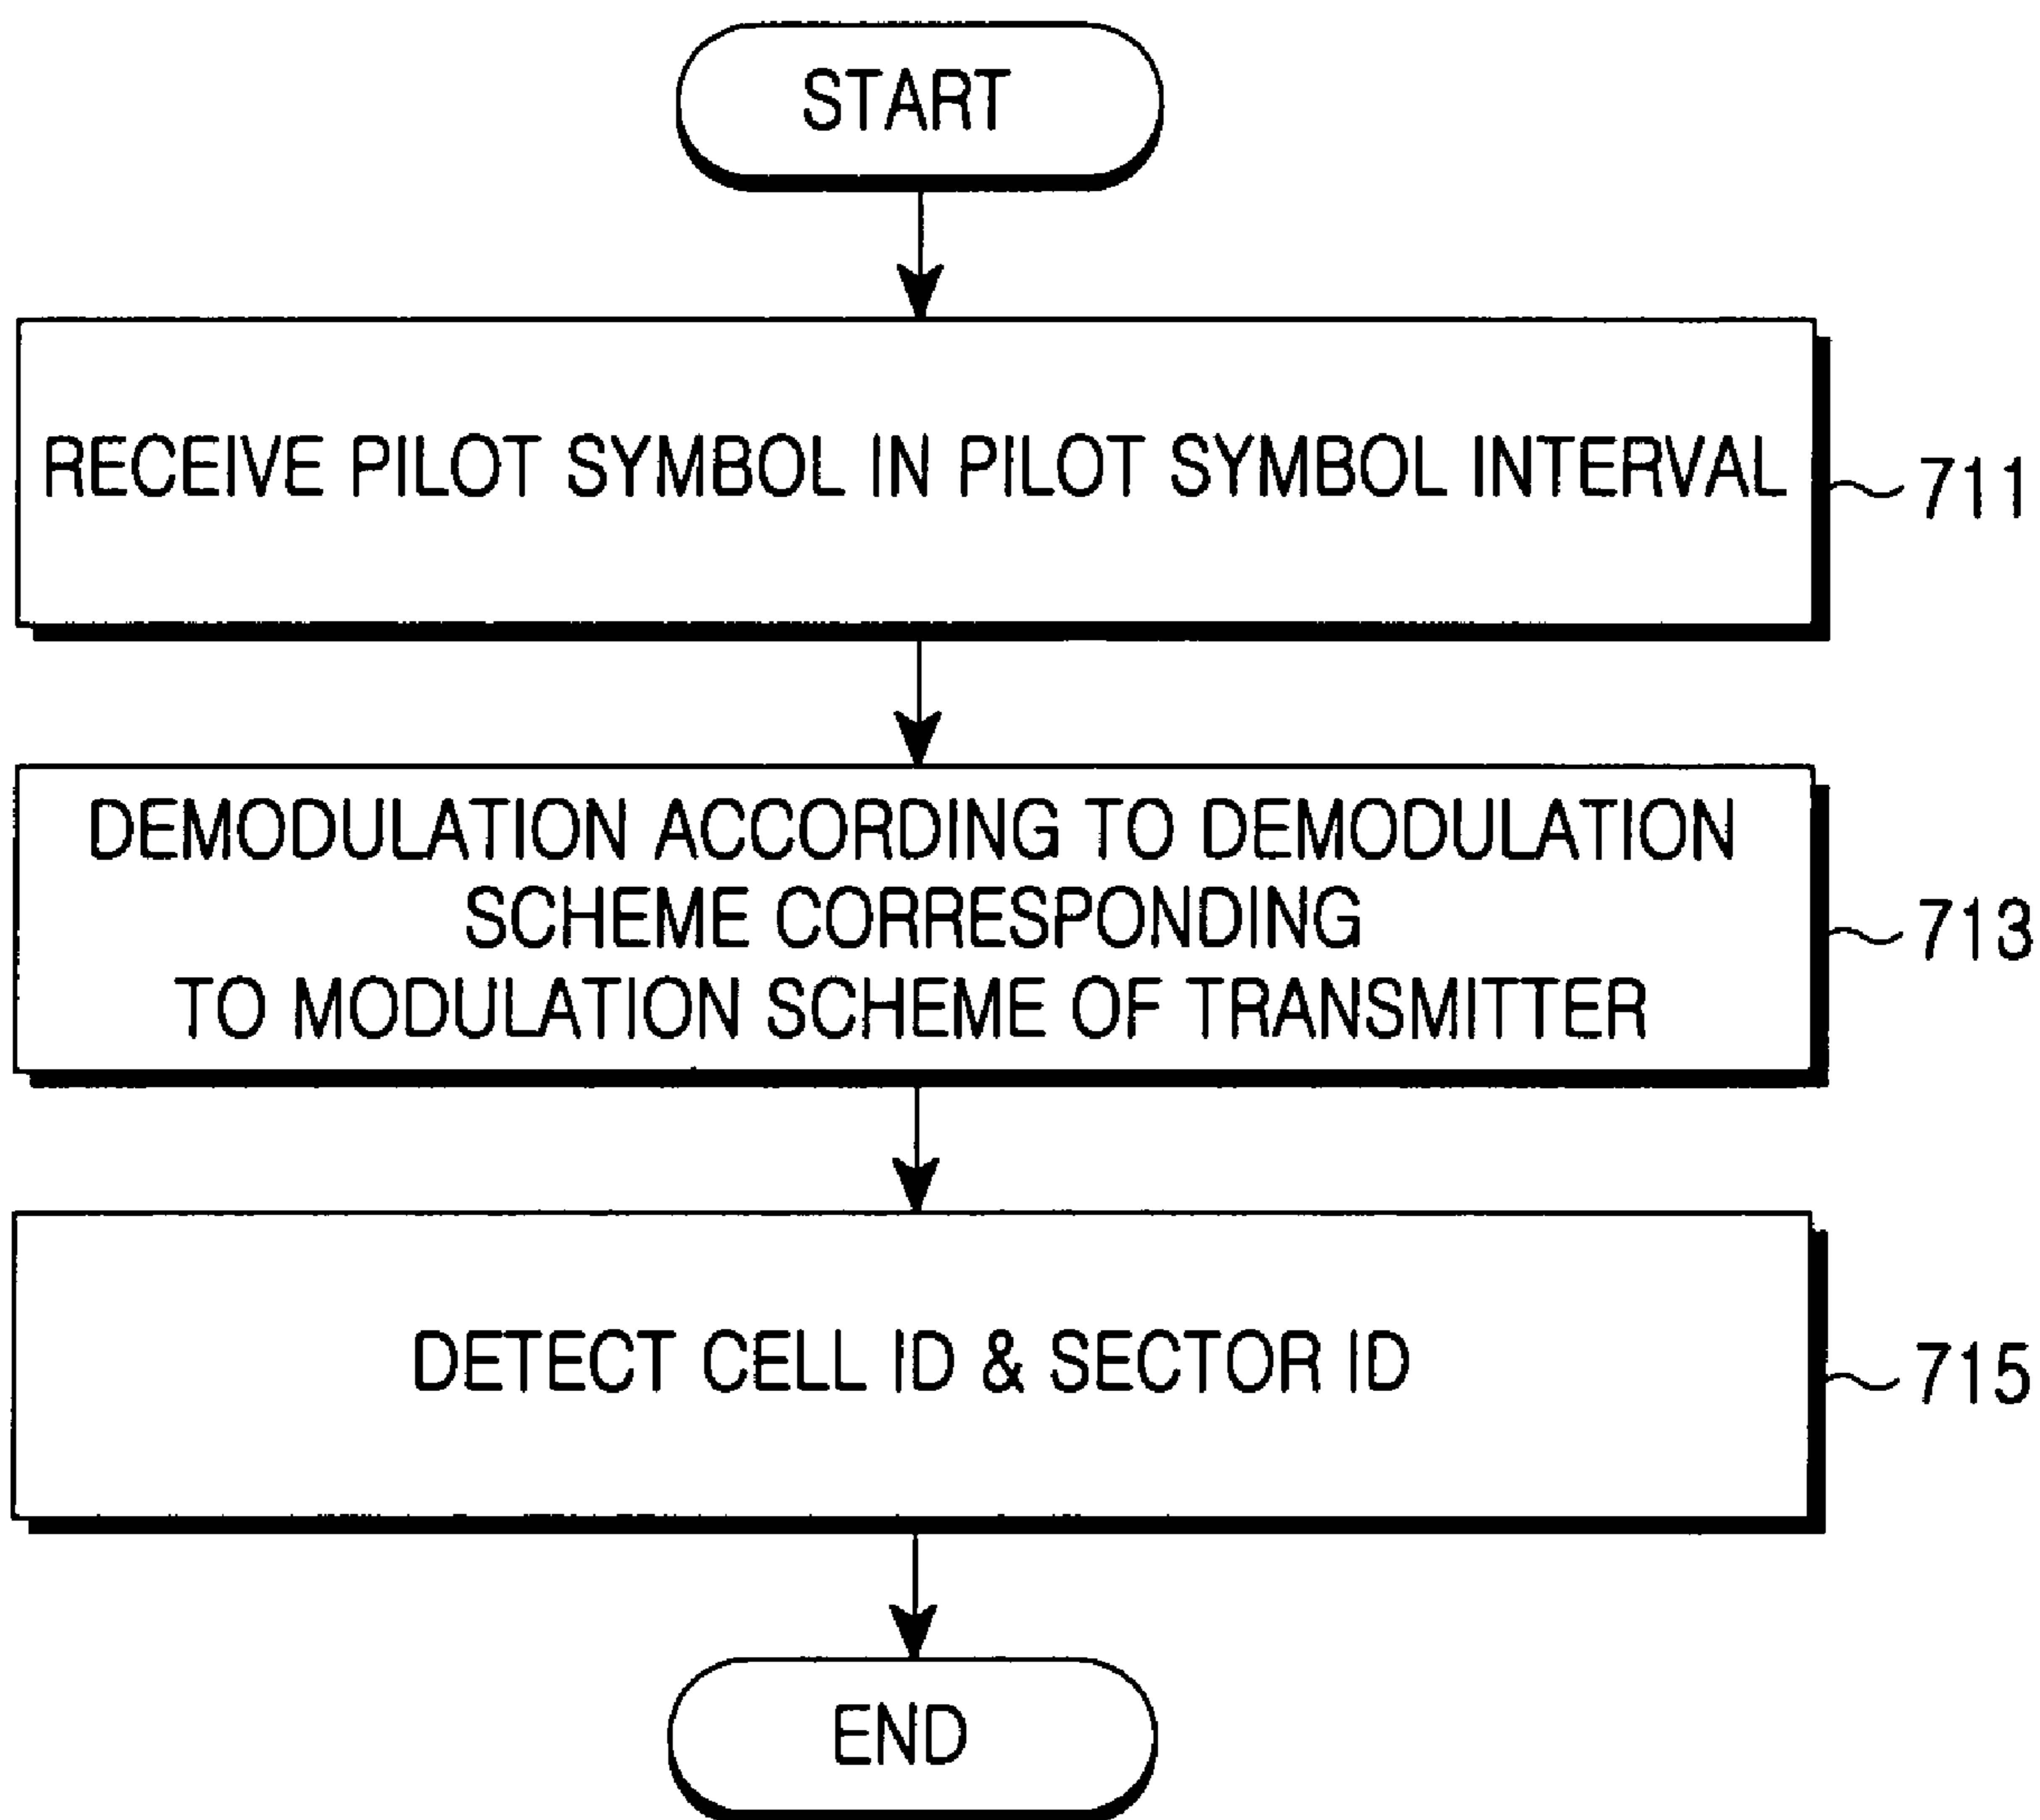 START
RECEIVE PILOT SYMBOL IN PILOT SYMBOL INTERVAL
711
DEMODULATION ACCORDING TO DEMODULATION
SCHEME CORRESPONDING
TO MODULATION SCHEME OF TRANSMITTER
713
DETECT CELL ID & SECTOR ID
715
END